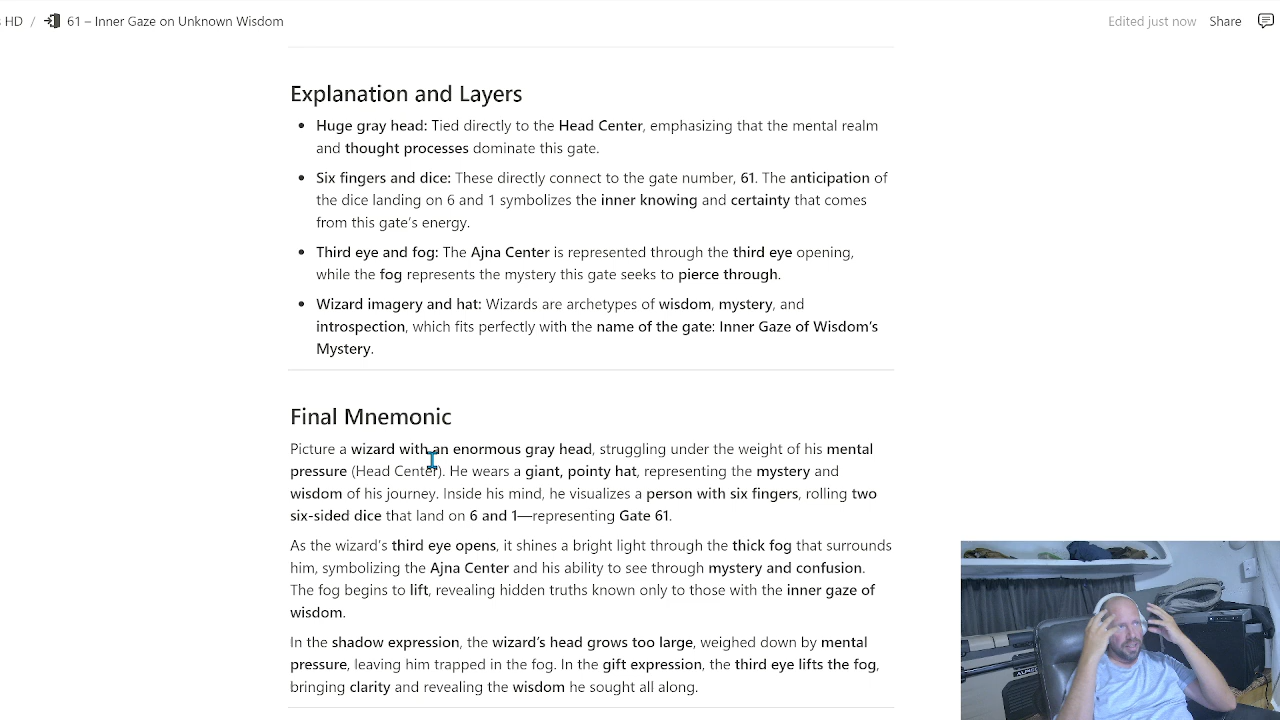 HD / 61 – Inner Gaze on Unknown Wisdom
Edited just now Share
Explanation and Layers
• Huge gray head: Tied directly to the Head Center, emphasizing that the mental realm
and thought processes dominate this gate.
• Six fingers and dice: These directly connect to the gate number, 61. The anticipation of
the dice landing on 6 and 1 symbolizes the inner knowing and certainty that comes
from this gate’s energy.
• Third eye and fog: The Ajna Center is represented through the third eye opening,
while the fog represents the mystery this gate seeks to pierce through.
• Wizard imagery and hat: Wizards are archetypes of wisdom, mystery, and
introspection, which fits perfectly with the name of the gate: Inner Gaze of Wisdom’s
Mystery.
Final Mnemonic
Picture a wizard with an enormous gray head, struggling under the weight of his mental
pressure (Head Center). He wears a giant, pointy hat, representing the mystery and
wisdom of his journey. Inside his mind, he visualizes a person with six fingers, rolling two
six-sided dice that land on 6 and 1—representing Gate 61.
As the wizard’s third eye opens, it shines a bright light through the thick fog that surrounds
him, symbolizing the Ajna Center and his ability to see through mystery and confusion.
The fog begins to lift, revealing hidden truths known only to those with the inner gaze of
wisdom.
In the shadow expression, the wizard’s head grows too large, weighed down by mental
pressure, leaving him trapped in the fog. In the gift expression, the third eye lifts the fog,
bringing clarity and revealing the wisdom he sought all along.